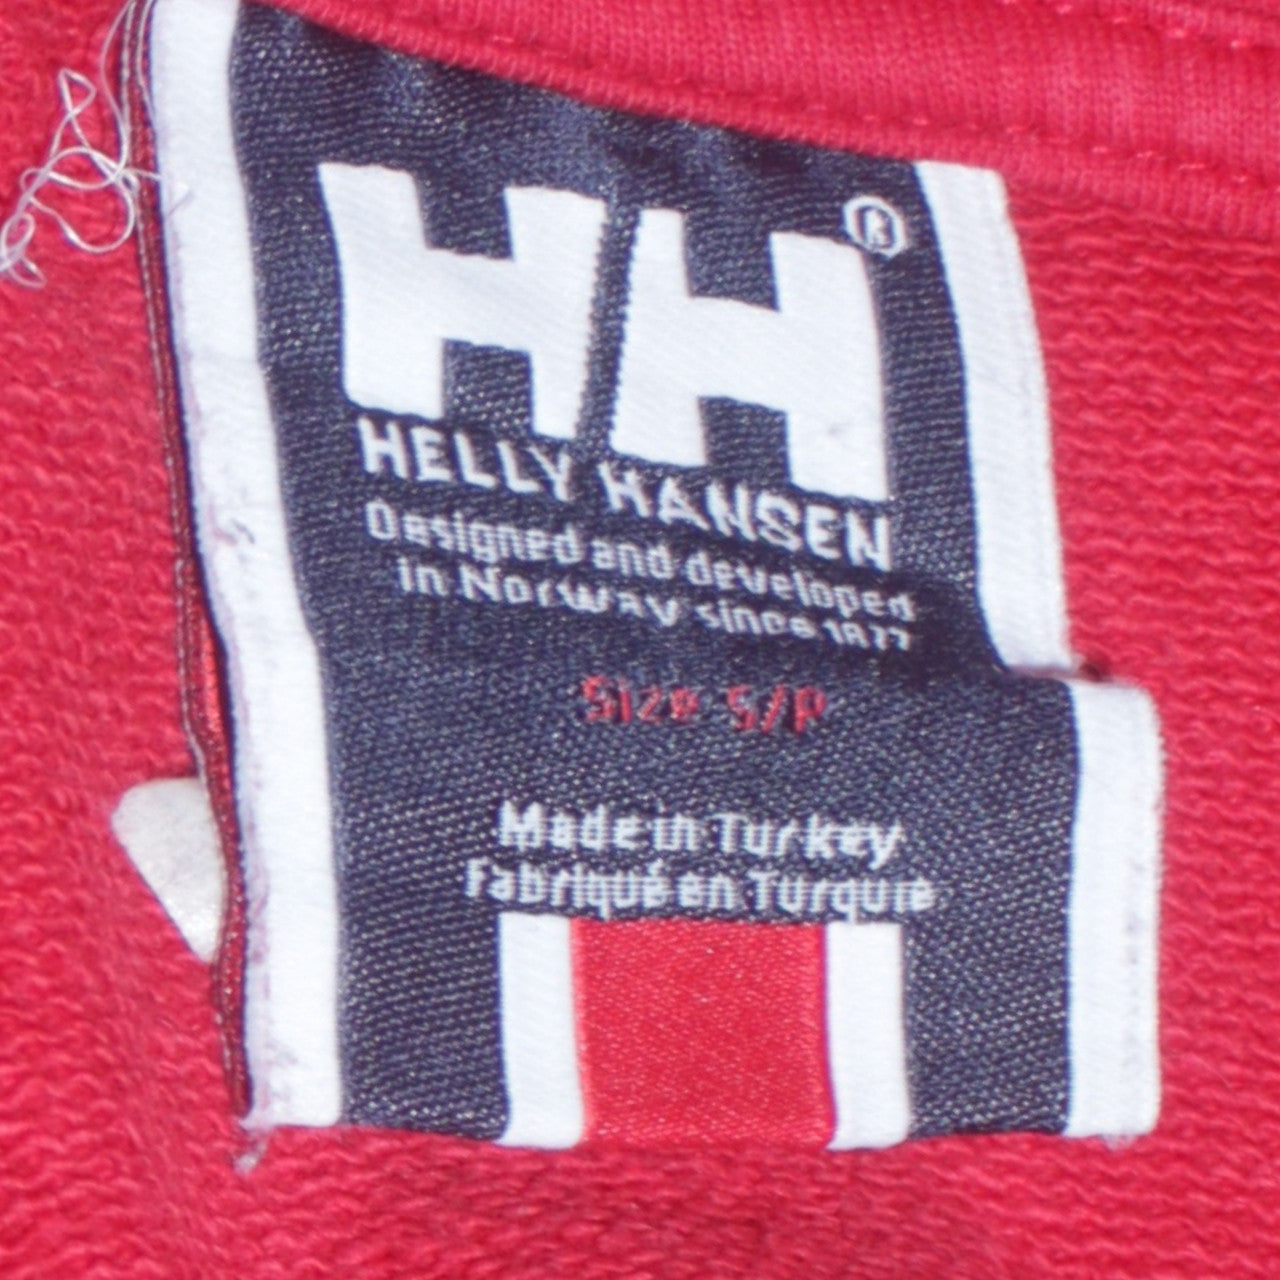 HH®
HELLY HANSEN
Designed and developed
in Norway since 1877
Size S/P
Made in Turkey
Fabriqué en Turquie